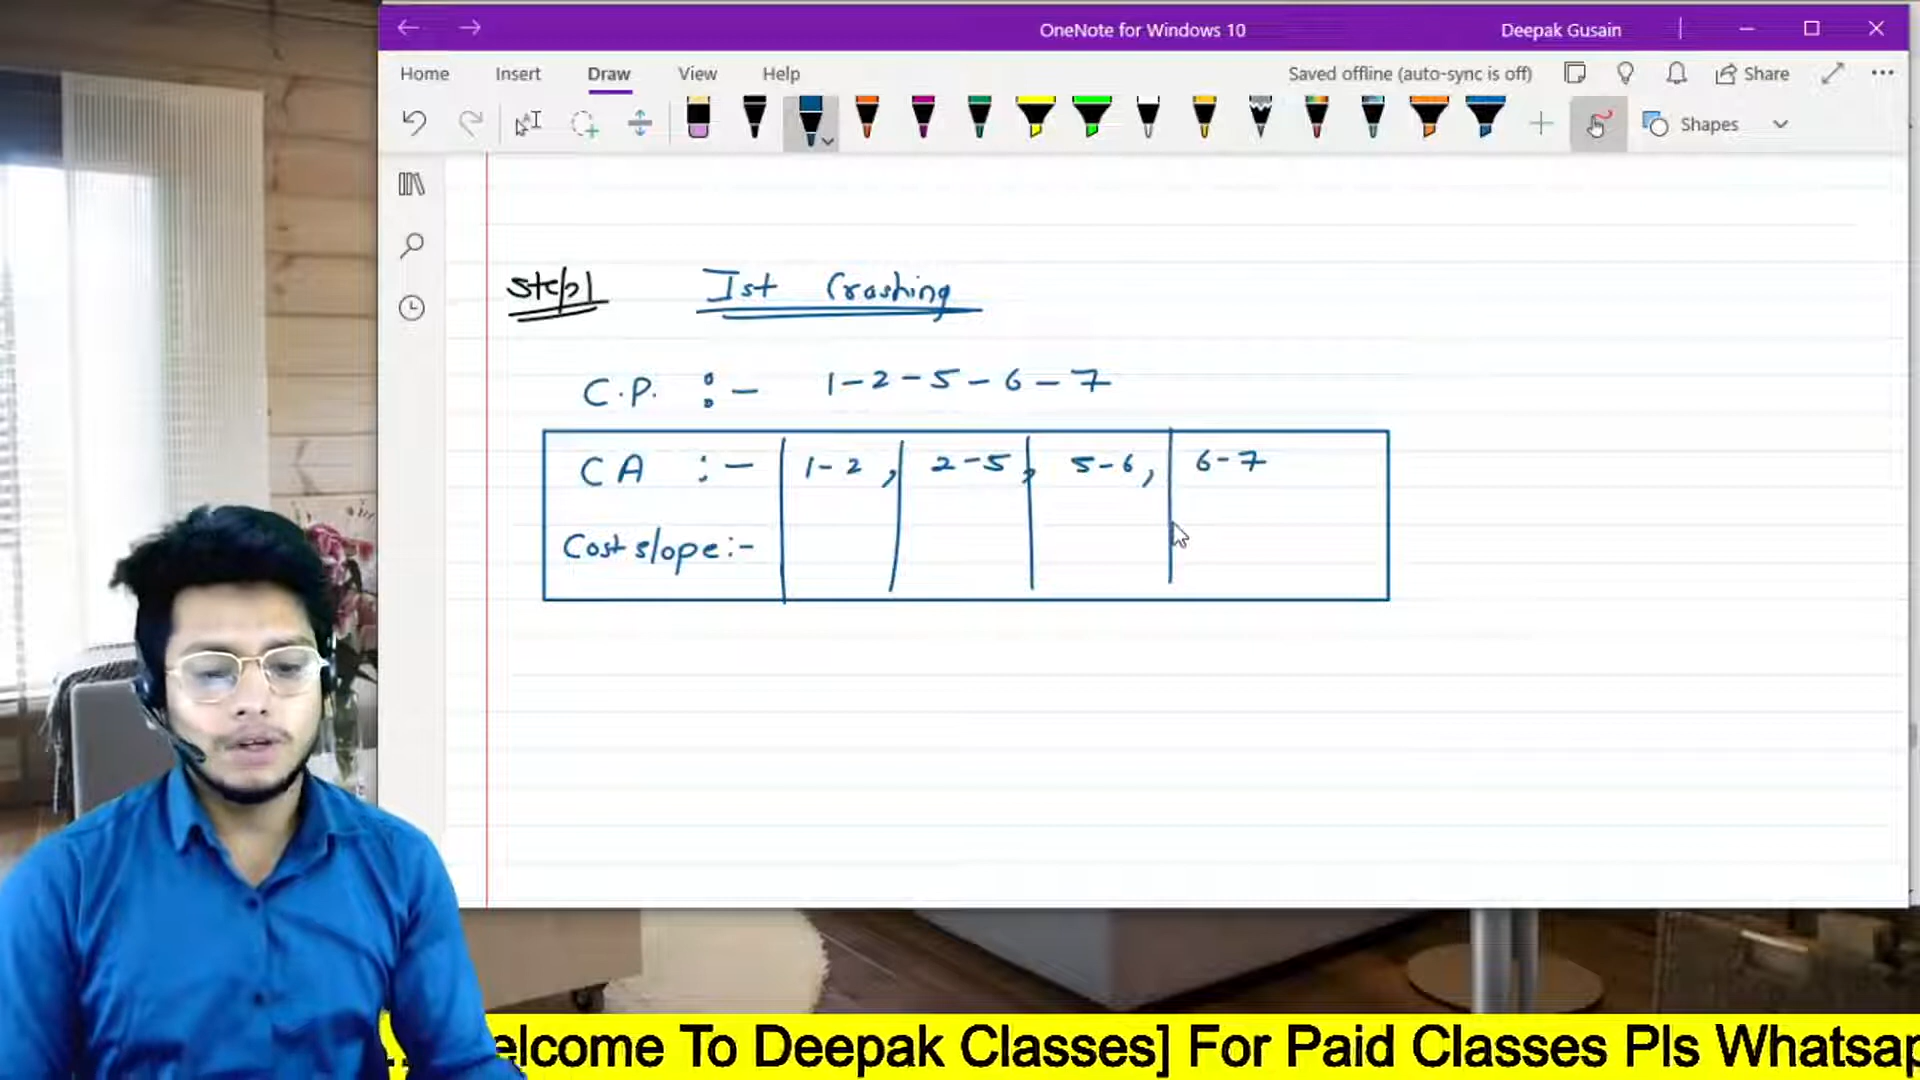 OneNote for Windows 10
Deepak Gusain
Home Insert Draw View Help
Saved offline (auto-sync is off)
Share
Shapes
Step1 Ist Crashing
C.P. :- 1-2-5-6-7
CA :- 1-2, 2-5, 5-6, 6-7
Cost slope:-
elcome To Deepak Classes] For Paid Classes Pls Whatsap